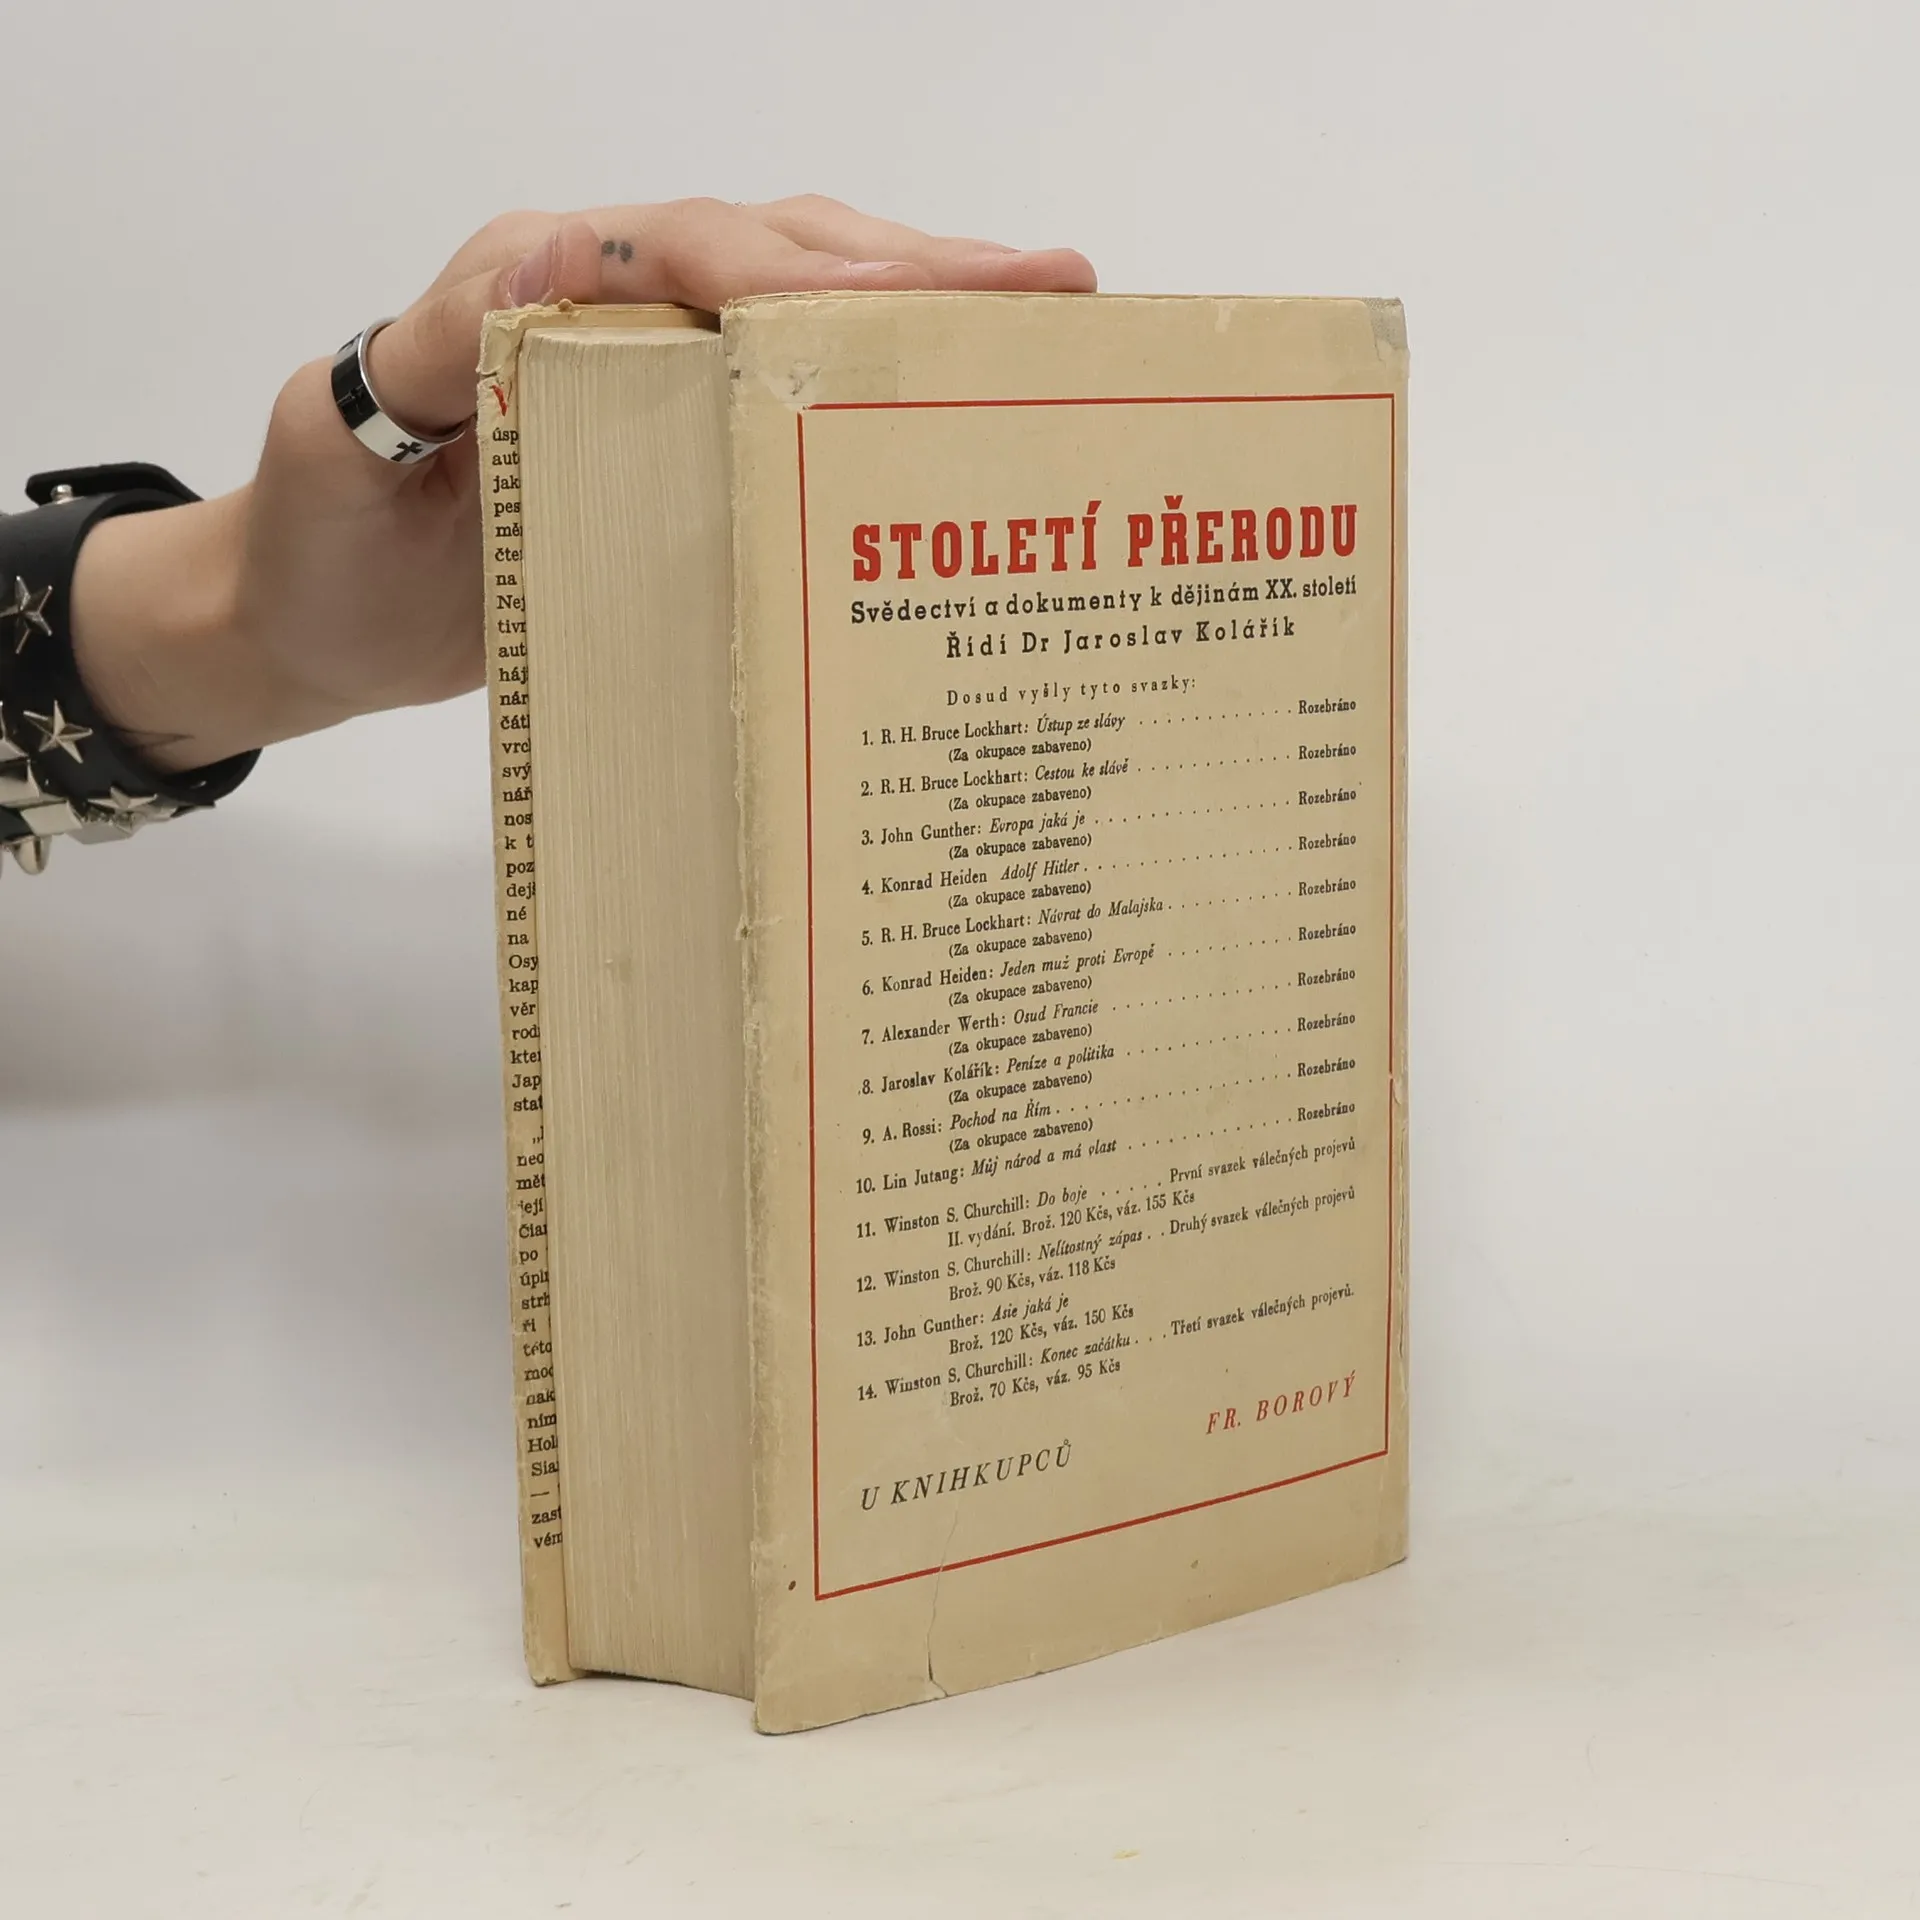 STOLETÍ PŘERODU
Svědectví a dokumenty k dějinám XX. století
Řídí Dr Jaroslav Kolářík
Dosud vyšly tyto svazky:
1. R. H. Bruce Lockhart: Ústup ze slávy . . . . . . . . . . . . Rozebráno
(Za okupace zabaveno)
2. R. H. Bruce Lockhart: Cestou ke slávě . . . . . . . . . . . . Rozebráno
(Za okupace zabaveno)
3. John Gunther: Evropa jaká je . . . . . . . . . . . . . . Rozebráno
(Za okupace zabaveno)
4. Konrad Heiden Adolf Hitler . . . . . . . . . . . . . . . Rozebráno
(Za okupace zabaveno)
5. R. H. Bruce Lockhart: Návrat do Malajska . . . . . . . . . . Rozebráno
(Za okupace zabaveno)
6. Konrad Heiden: Jeden muž proti Evropě . . . . . . . . . . Rozebráno
(Za okupace zabaveno)
7. Alexander Werth: Osud Francie . . . . . . . . . . . . . Rozebráno
(Za okupace zabaveno)
8. Jaroslav Kolářík: Peníze a politika . . . . . . . . . . . . Rozebráno
(Za okupace zabaveno)
9. A. Rossi: Pochod na Řím . . . . . . . . . . . . . . . . . Rozebráno
(Za okupace zabaveno)
10. Lin Jutang: Můj národ a má vlast . . . . . . . . . . . . Rozebráno
11. Winston S. Churchill: Do boje . . . . . První svazek válečných projevů
II. vydání. Brož. 120 Kčs, váz. 155 Kčs
12. Winston S. Churchill: Nelítostný zápas . . Druhý svazek válečných projevů
Brož. 90 Kčs, váz. 118 Kčs
13. John Gunther: Asie jaká je
Brož. 120 Kčs, váz. 150 Kčs
14. Winston S. Churchill: Konec začátku . . . Třetí svazek válečných projevů.
Brož. 70 Kčs, váz. 95 Kčs
U KNIHKUPCŮ FR. BOROVÝ